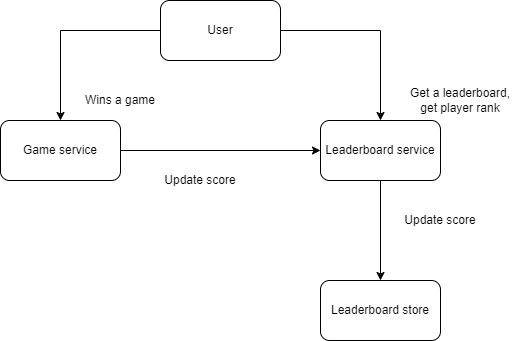 User
Wins a game
Get a leaderboard,
get player rank
Game service
Leaderboard service
Update score
Update score
Leaderboard store